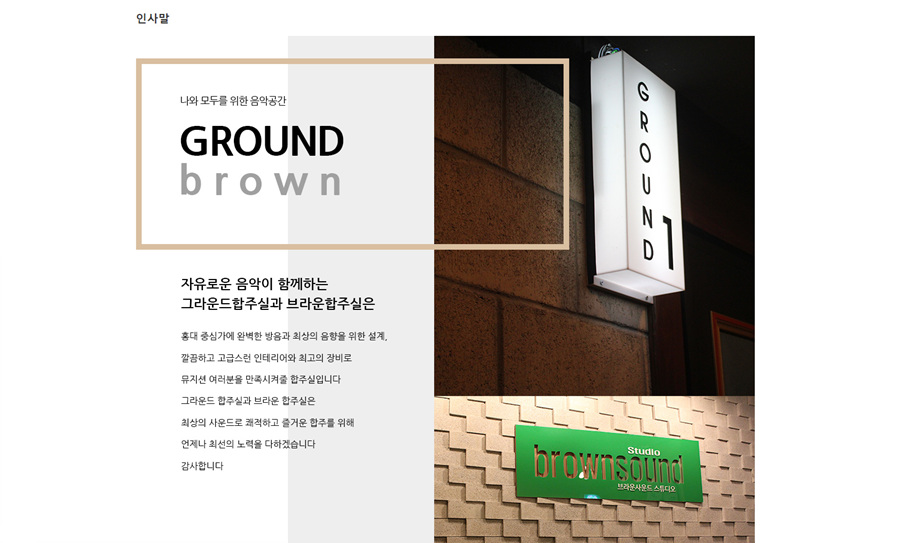 인사말
나와 모두를 위한 음악공간
GROUND
brown
자유로운 음악이 함께하는
그라운드합주실과 브라운합주실은
홍대 중심가에 완벽한 방음과 최상의 음향을 위한 설계,
깔끔하고 고급스런 인테리어와 최고의 장비로
뮤지션 여러분을 만족시켜줄 합주실입니다
그라운드 합주실과 브라운 합주실은
최상의 사운드로 쾌적하고 즐거운 합주를 위해
언제나 최선의 노력을 다하겠습니다
감사합니다
GROUND 1
Studio
brownsound
브라운사운드 스튜디오